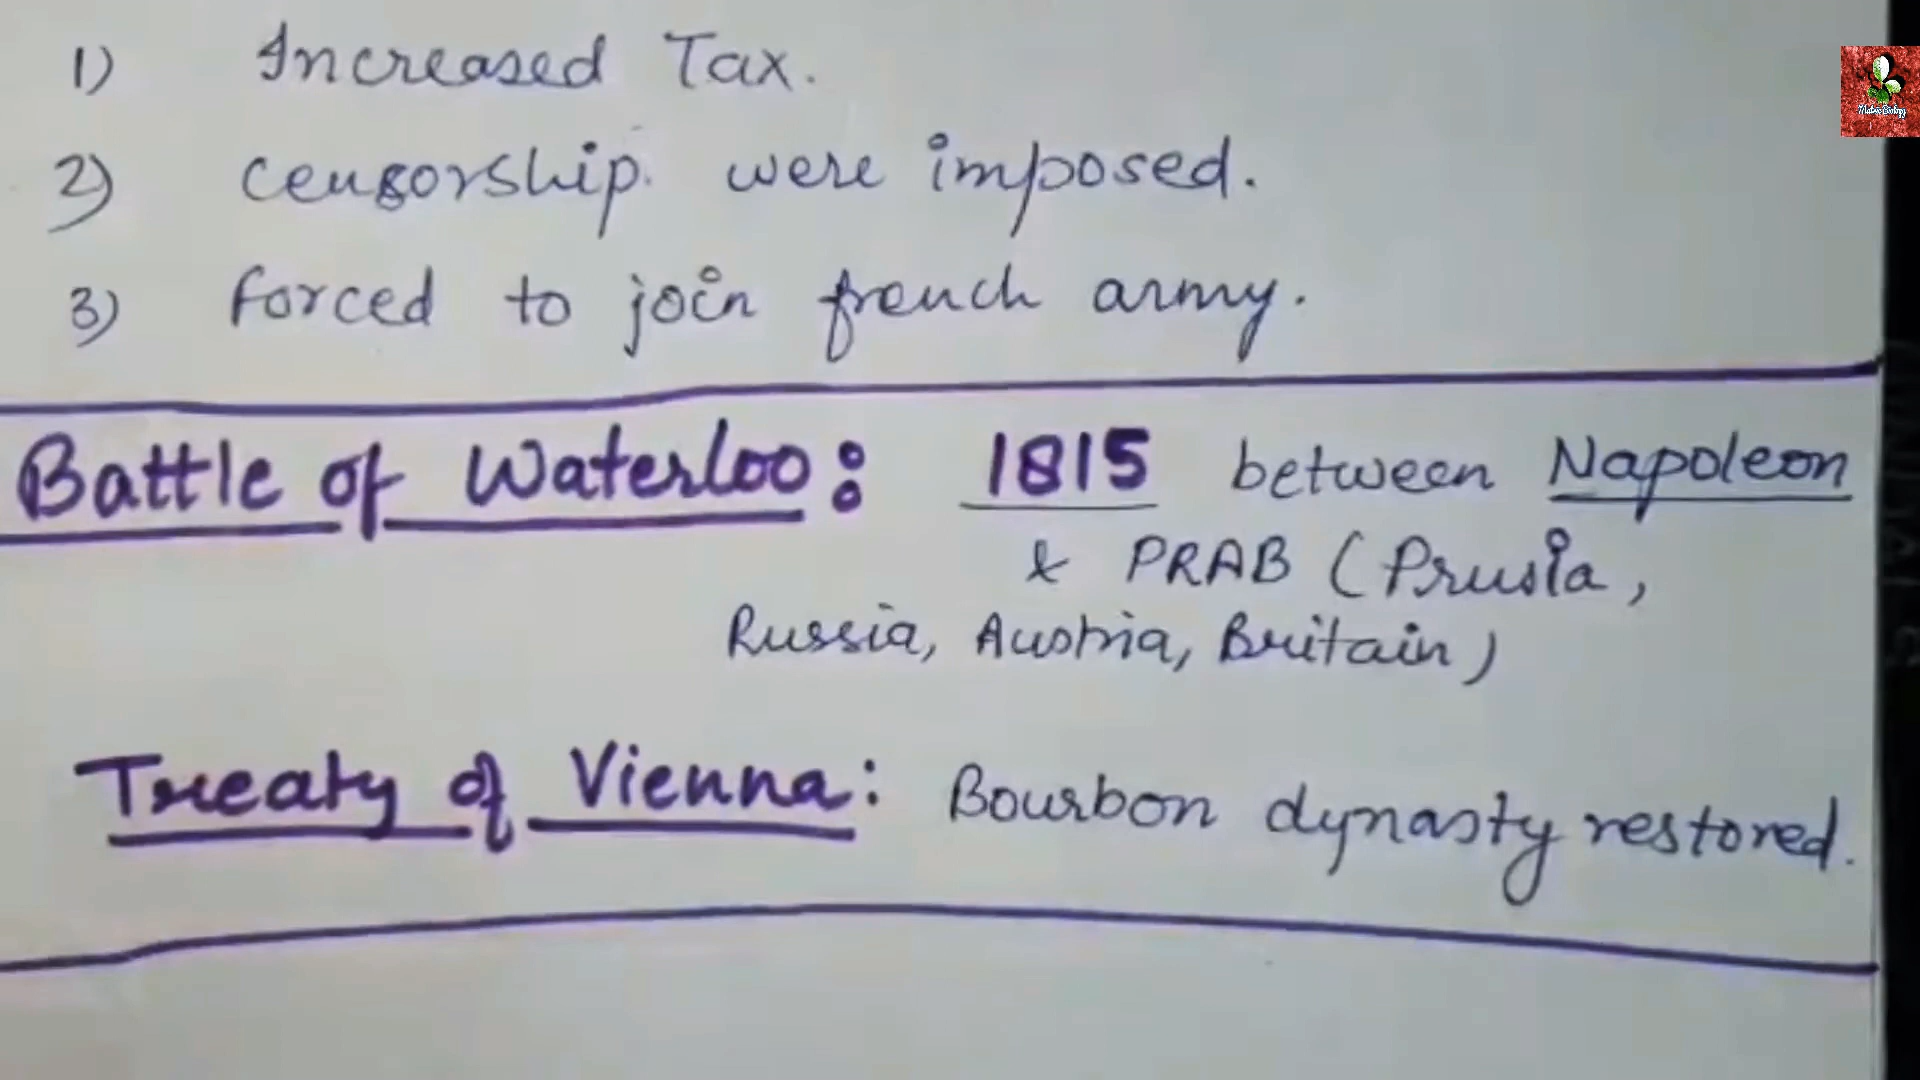 1) Increased Tax.
2) Censorship. were imposed.
3) Forced to join french army.
Battle of Waterloo: 1815 between Napoleon
& PRAB (Prusia,
Russia, Austria, Britain)
Treaty of Vienna: Bourbon dynasty restored.